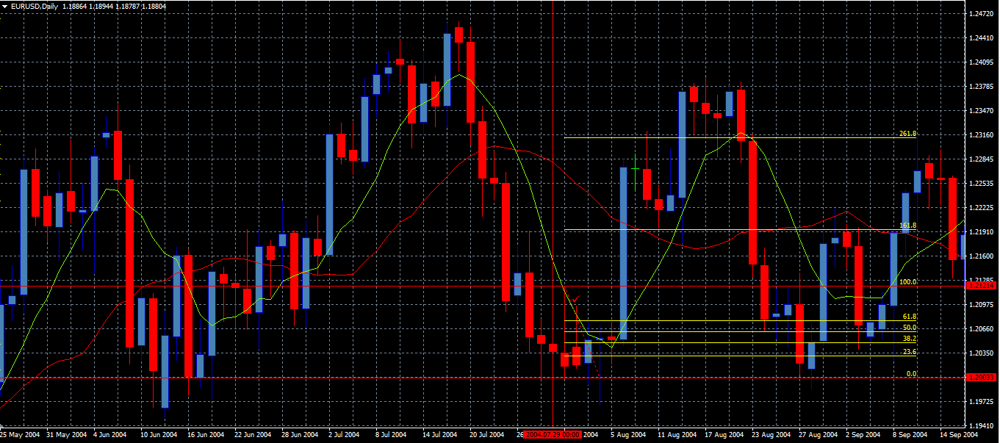 EURUSD,Daily 1.18864 1.18944 1.18787 1.18804
1.24720
1.24410
1.24095
1.23785
1.23470
1.23160
1.22845
1.22535
1.22225
1.21910
1.21600
1.21285
1.20975
1.20660
1.20350
1.20033
1.19725
1.19410
261.8
161.8
100.0
61.8
50.0
38.2
23.6
0.0
25 May 2004
31 May 2004
4 Jun 2004
10 Jun 2004
16 Jun 2004
22 Jun 2004
28 Jun 2004
2 Jul 2004
8 Jul 2004
14 Jul 2004
20 Jul 2004
26
2004.07.29 00:00
2004
5 Aug 2004
11 Aug 2004
17 Aug 2004
23 Aug 2004
27 Aug 2004
2 Sep 2004
8 Sep 2004
14 Sep 2004